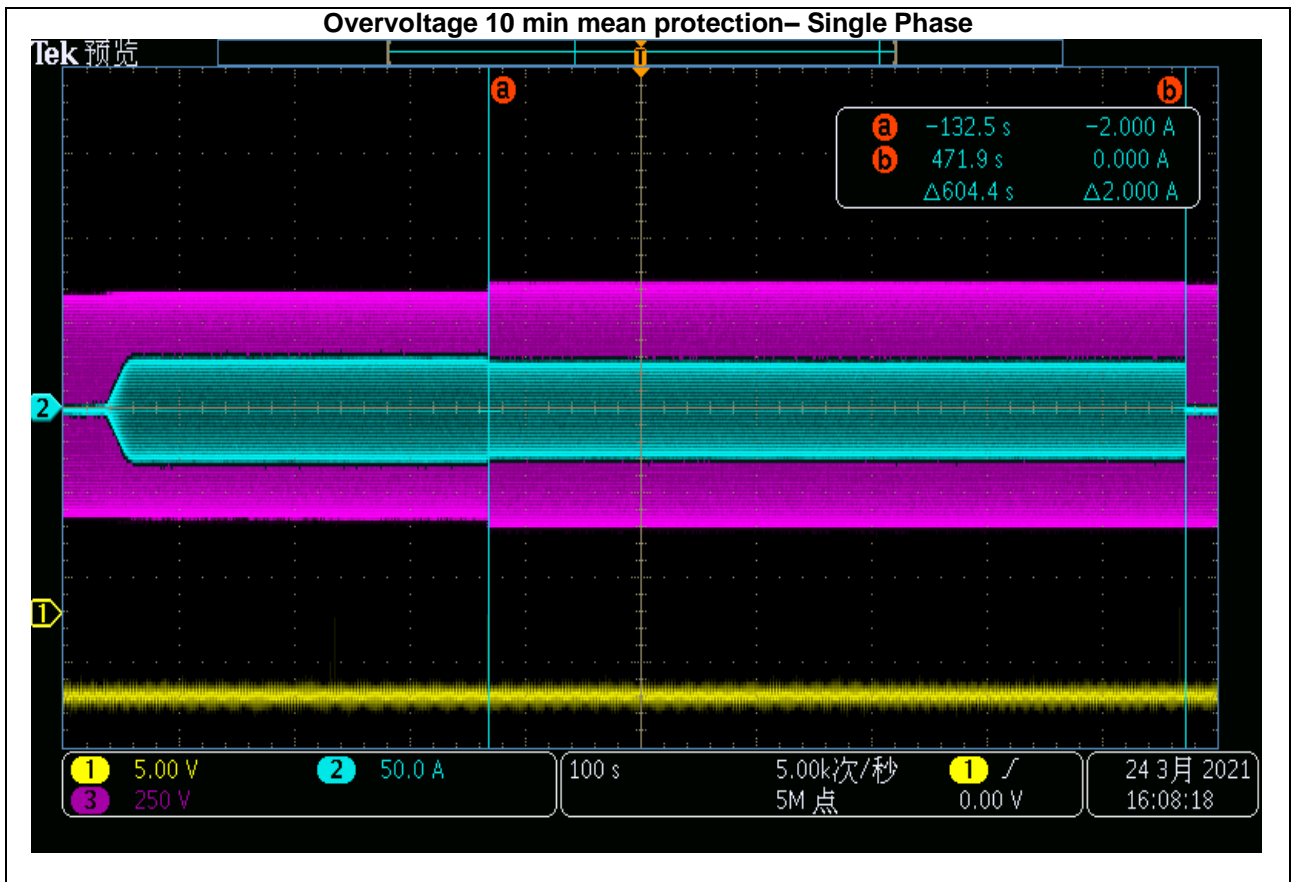 Overvoltage 10 min mean protection– Single Phase
Tek 预览
T
a
b
a -132.5 s -2.000 A
b 471.9 s 0.000 A
△604.4 s △2.000 A
2
1
1 5.00 V 2 50.0 A
3 250 V
100 s 5.00k次/秒 1 ∫
5M 点 0.00 V
24 3月 2021
16:08:18